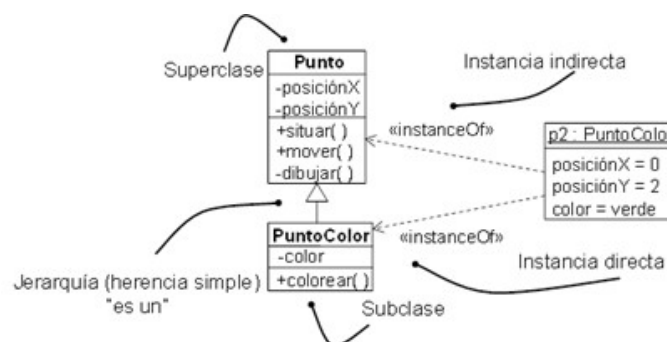 Superclase
Punto
-posiciónX
-posiciónY
+situar( )
+mover( )
-dibujar( )
Instancia indirecta
«instanceOf»
p2 : PuntoColo
posiciónX = 0
posiciónY = 2
color = verde
PuntoColor
-color
+colorear( )
«instanceOf»
Instancia directa
Jerarquía (herencia simple)
"es un"
Subclase